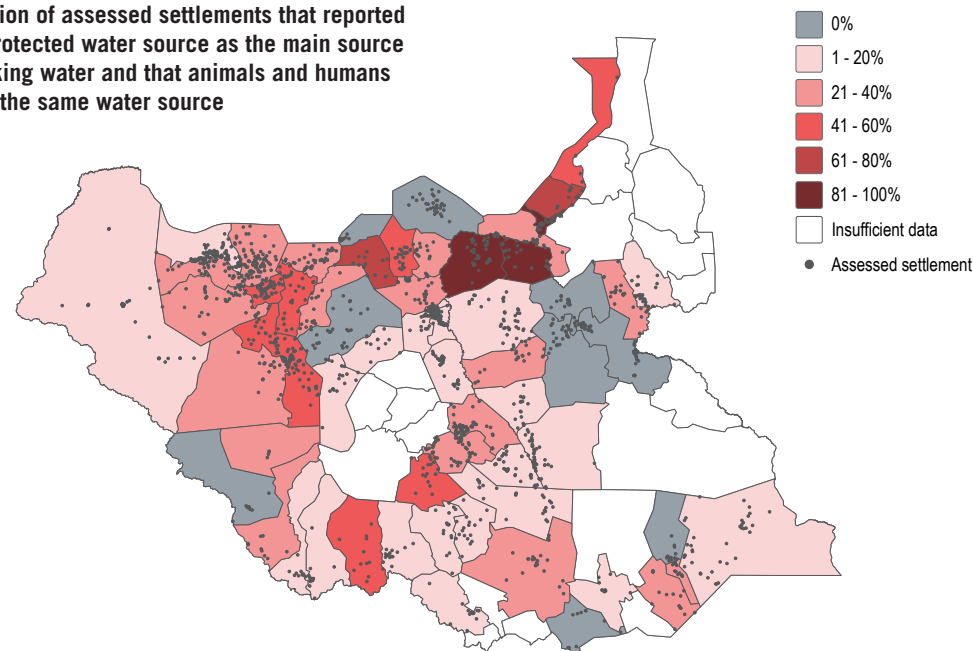 ion of assessed settlements that reported
rotected water source as the main source
king water and that animals and humans
the same water source
0%
1 - 20%
21 - 40%
41 - 60%
61 - 80%
81 - 100%
Insufficient data
Assessed settlement